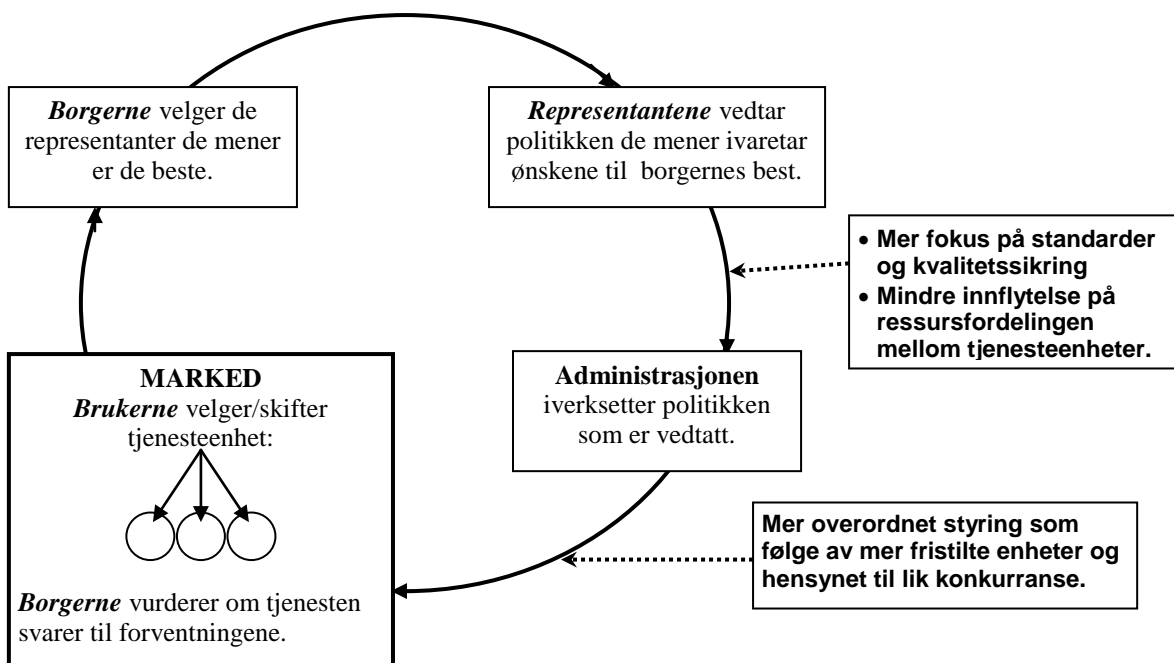 Borgerne velger de
representanter de mener
er de beste.
Representantene vedtar
politikken de mener ivaretar
ønskene til borgernes best.
• Mer fokus på standarder
og kvalitetssikring
• Mindre innflytelse på
ressursfordelingen
mellom tjenesteenheter.
MARKED
Brukerne velger/skifter
tjenesteenhet:
Borgerne vurderer om tjenesten
svarer til forventningene.
Administrasjonen
iverksetter politikken
som er vedtatt.
Mer overordnet styring som
følge av mer fristilte enheter og
hensynet til lik konkurranse.